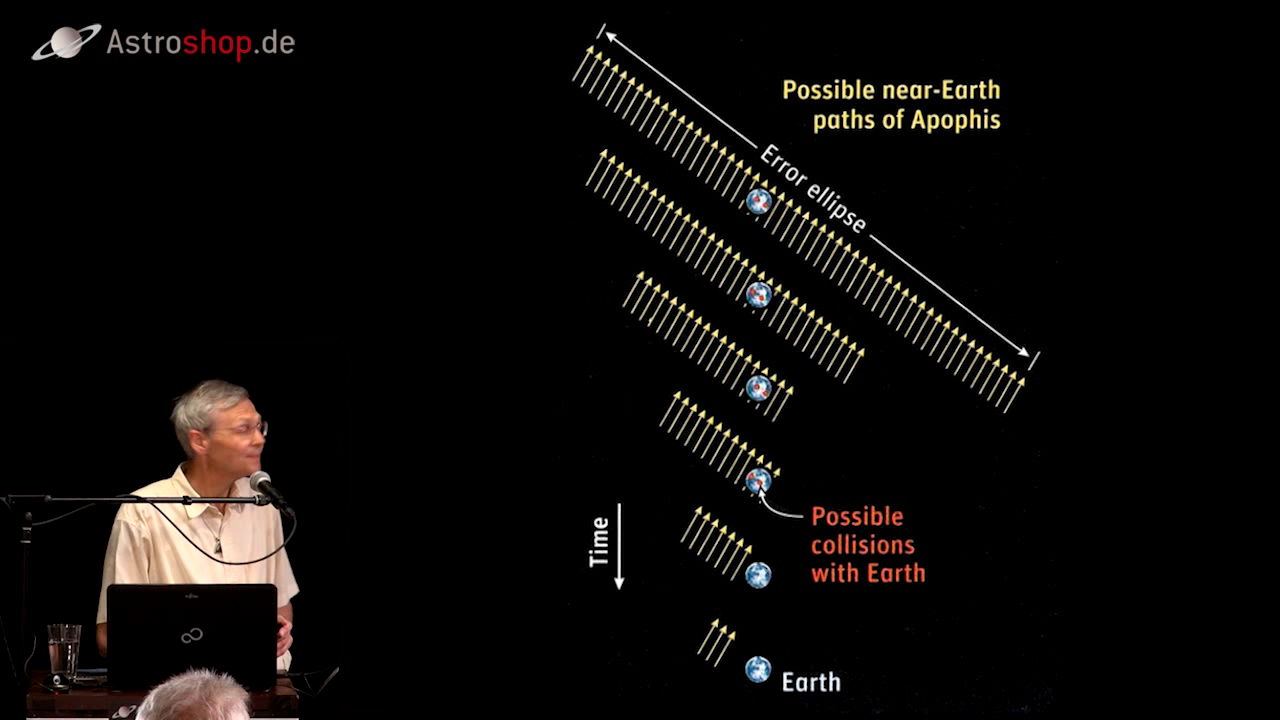 Astroshop.de
Possible near-Earth
paths of Apophis
Error ellipse
Time
Possible
collisions
with Earth
Earth